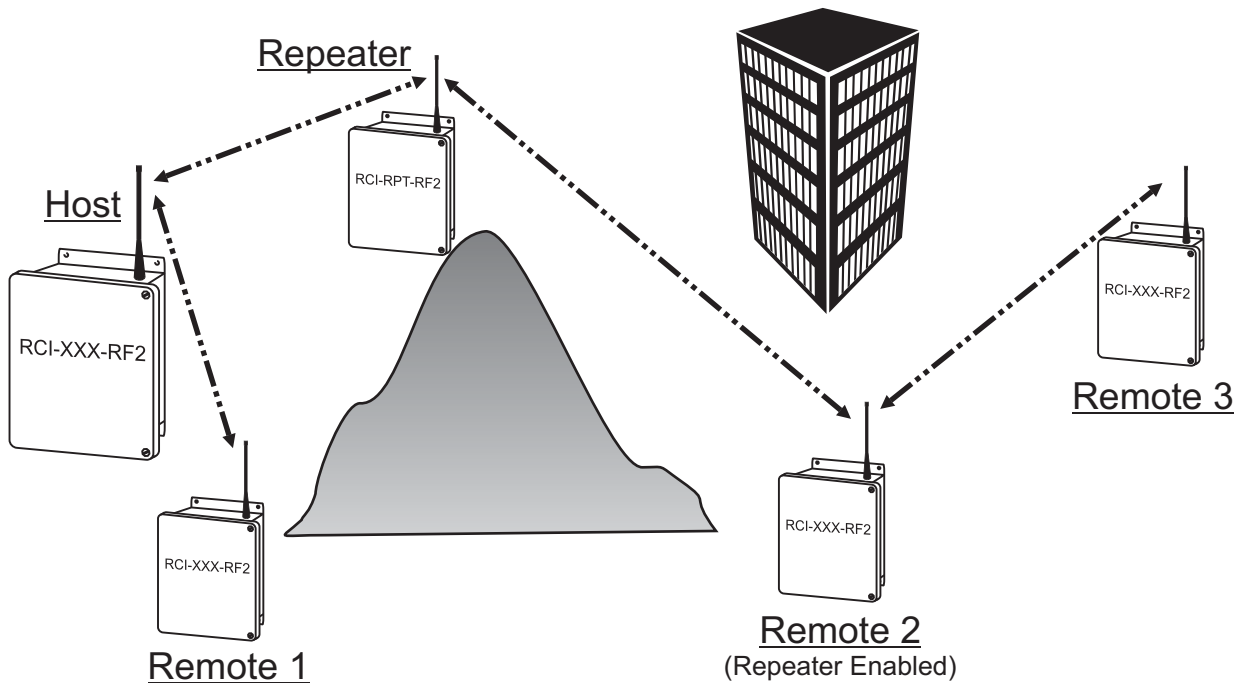 Repeater
RCI-RPT-RF2
Host
RCI-XXX-RF2
RCI-XXX-RF2
Remote 1
RCI-XXX-RF2
Remote 2
(Repeater Enabled)
RCI-XXX-RF2
Remote 3